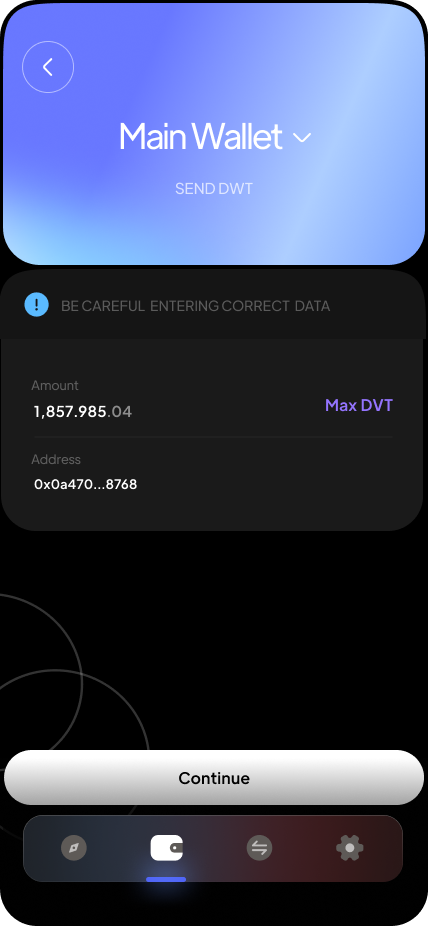 Main Wallet
SEND DWT
BE CAREFUL ENTERING CORRECT DATA
Amount
1,857.985.04
Max DVT
Address
0x0a470...8768
Continue